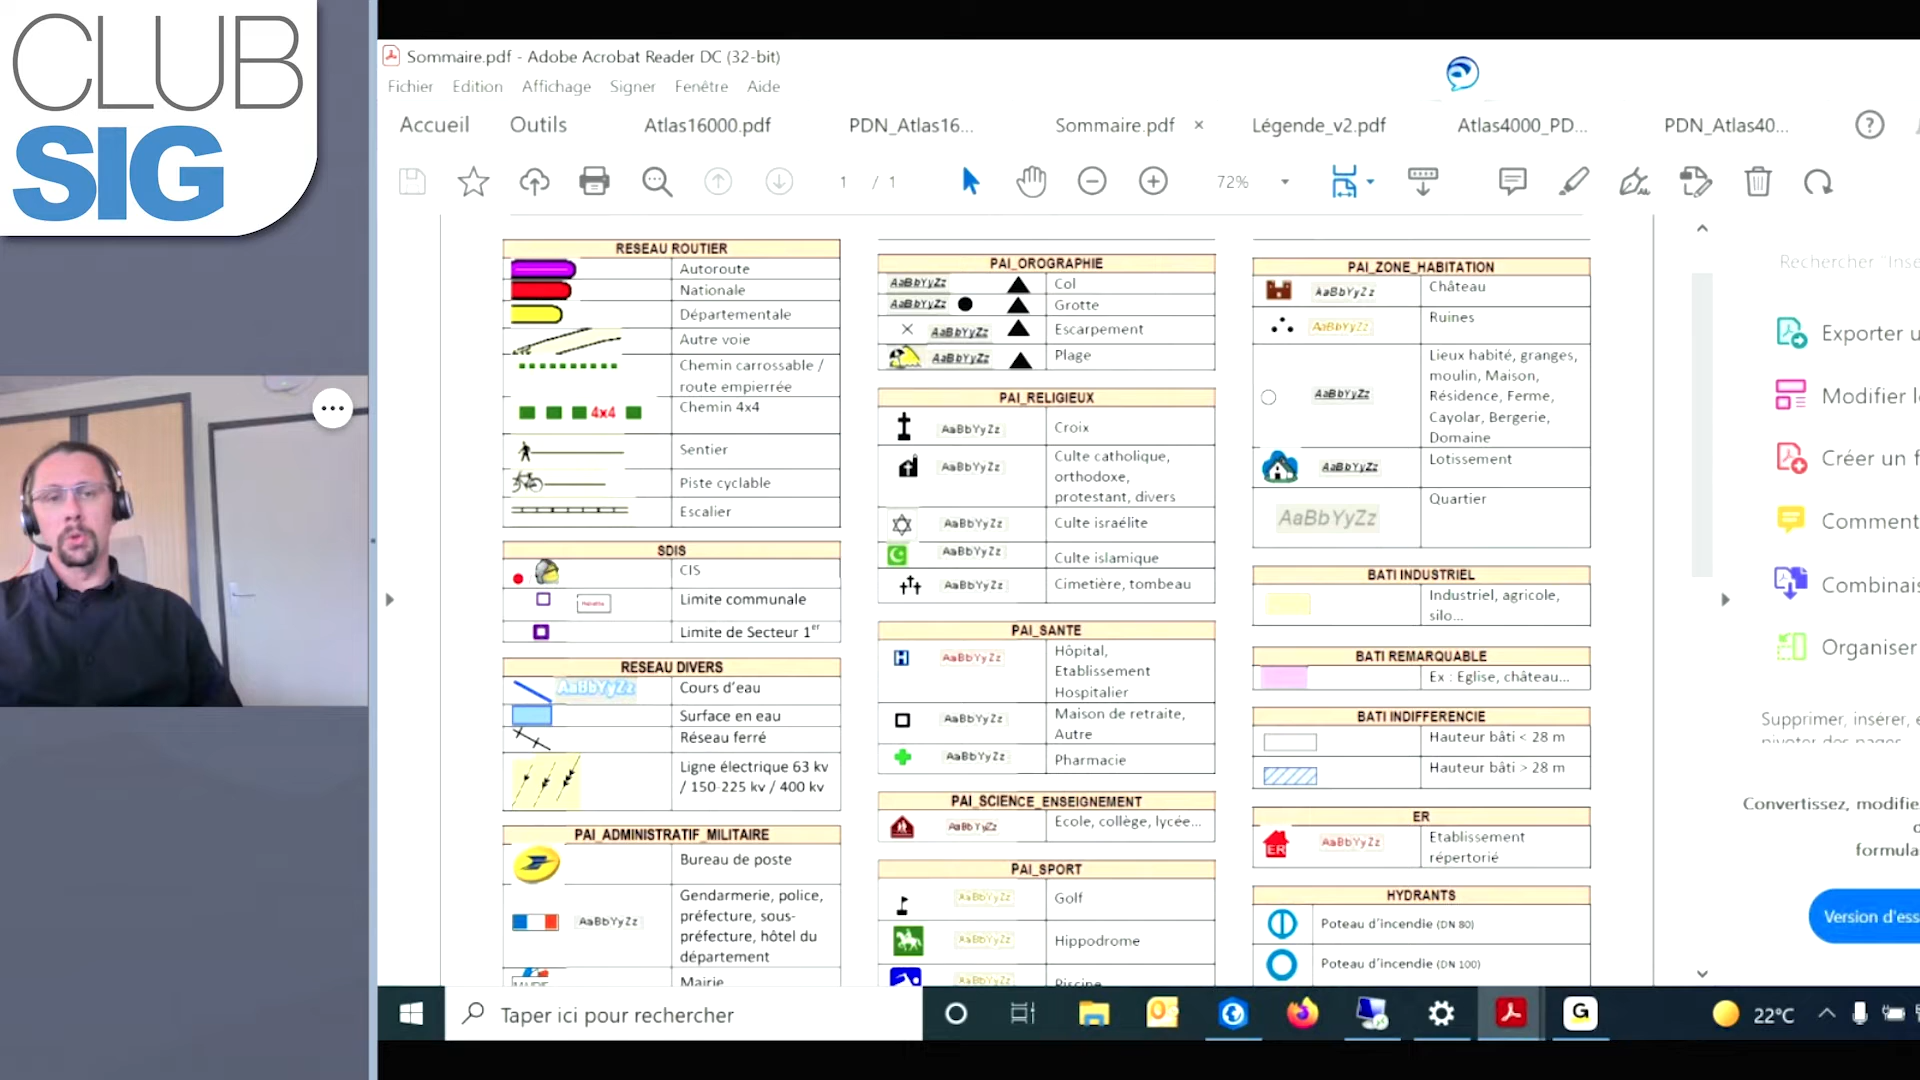 CLUB
SIG
Sommaire.pdf - Adobe Acrobat Reader DC (32-bit)
Fichier Edition Affichage Signer Fenêtre Aide
Accueil Outils Atlas16000.pdf PDN_Atlas16... Sommaire.pdf × Légende_v2.pdf Atlas4000_PD... PDN_Atlas40...
1 / 1 72%
RESEAU ROUTIER
Autoroute
Nationale
Départementale
Autre voie
Chemin carrossable /
route empierrée
4x4 Chemin 4x4
Sentier
Piste cyclable
Escalier
SDIS
CIS
Limite communale
Limite de Secteur 1er
RESEAU DIVERS
AaBbYyZz Cours d'eau
Surface en eau
Réseau ferré
Ligne électrique 63 kv
/ 150-225 kv / 400 kv
PAI_ADMINISTRATIF_MILITAIRE
Bureau de poste
AaBbYyZz Gendarmerie, police,
préfecture, sous-
préfecture, hôtel du
département
MAIRIE Mairie
PAI_OROGRAPHIE
AaBbYyZz Col
AaBbYyZz Grotte
AaBbYyZz Escarpement
AaBbYyZz Plage
PAI_RELIGIEUX
AaBbYyZz Croix
AaBbYyZz Culte catholique,
orthodoxe,
protestant, divers
AaBbYyZz Culte israélite
AaBbYyZz Culte islamique
AaBbYyZz Cimetière, tombeau
PAI_SANTE
H AaBbYyZz Hôpital,
Etablissement
Hospitalier
AaBbYyZz Maison de retraite,
Autre
AaBbYyZz Pharmacie
PAI_SCIENCE_ENSEIGNEMENT
AaBbYyZz Ecole, collège, lycée...
PAI_SPORT
AaBbYyZz Golf
AaBbYyZz Hippodrome
AaBbYyZz Piscine
PAI_ZONE_HABITATION
AaBbYyZz Château
AaBbYyZz Ruines
AaBbYyZz Lieux habité, granges,
moulin, Maison,
Résidence, Ferme,
Cayolar, Bergerie,
Domaine
AaBbYyZz Lotissement
AaBbYyZz Quartier
BATI INDUSTRIEL
Industriel, agricole,
silo...
BATI REMARQUABLE
Ex : Eglise, château...
BATI INDIFFERENCIE
Hauteur bâti < 28 m
Hauteur bâti > 28 m
ER
ER AaBbYyZz Etablissement
répertorié
HYDRANTS
Poteau d'incendie (DN 80)
Poteau d'incendie (DN 100)
Rechercher "Inse
Exporter u
Modifier l
Créer un f
Comment
Combinais
Organiser
Supprimer, insérer, e
pivoter des pages
Convertissez, modifie
formula
Version d'ess
Taper ici pour rechercher
22°C